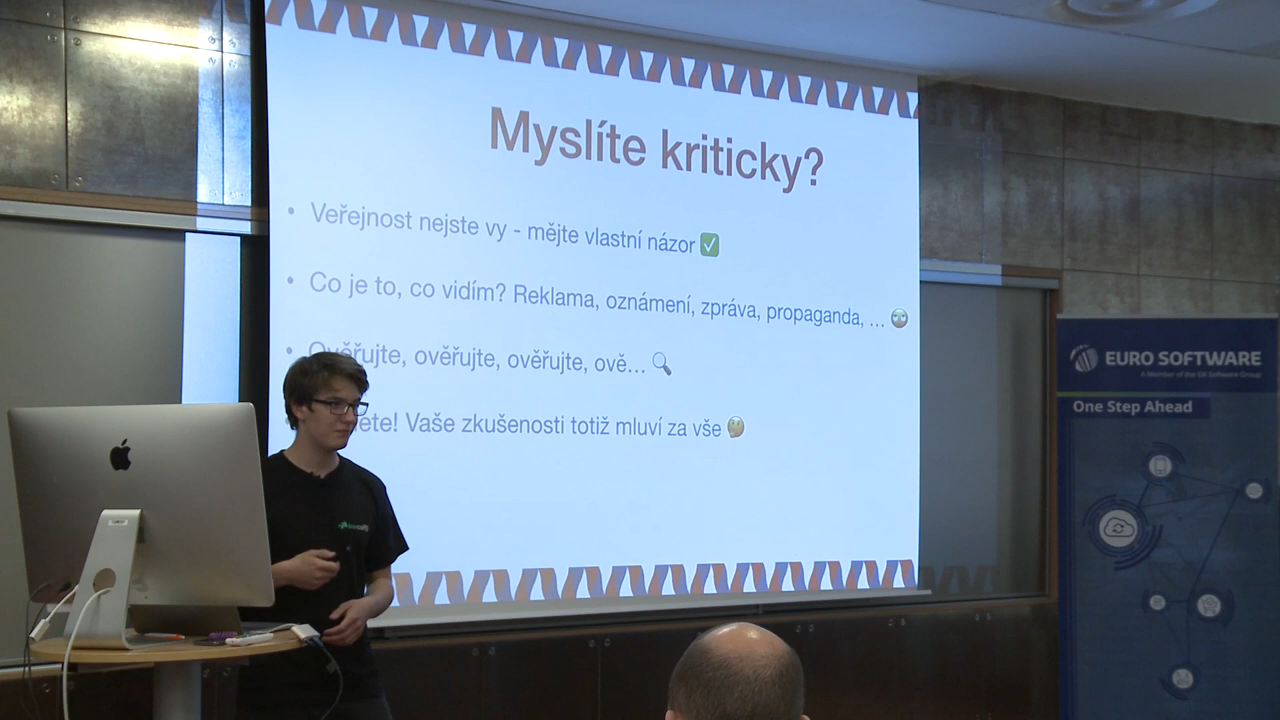 Myslíte kriticky?
• Veřejnost nejste vy - mějte vlastní názor ✅
• Co je to, co vidím? Reklama, oznámení, zpráva, propaganda, ... 🙄
• Ověřujte, ověřujte, ověřujte, ově... 🔍
Vaše zkušenosti totiž mluví za vše 🤔
EURO SOFTWARE
A Member of the GK Software Group
One Step Ahead